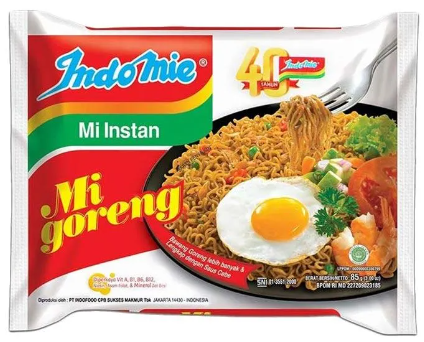 Indomie®
40 Indomie
TAHUN
Mi Instan
Mi
goreng
Bawang Goreng lebih banyak &
Lengkap dengan Saus Cabe
SNI 01-3551-2000
BERAT BERSIH/NETTO : 85 g
BPOM RI MD 227209023185
Diproduksi oleh : PT INDOFOOD CBP SUKSES MAKMUR Tbk JAKARTA 14430 - INDONESIA